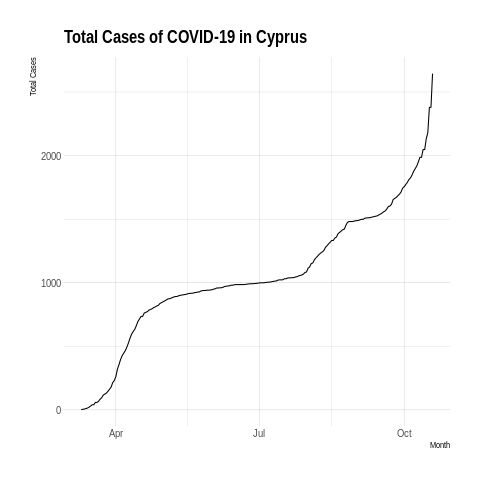 Total Cases of COVID-19 in Cyprus
Total Cases
2000
1000
0
Apr
Jul
Oct
Month